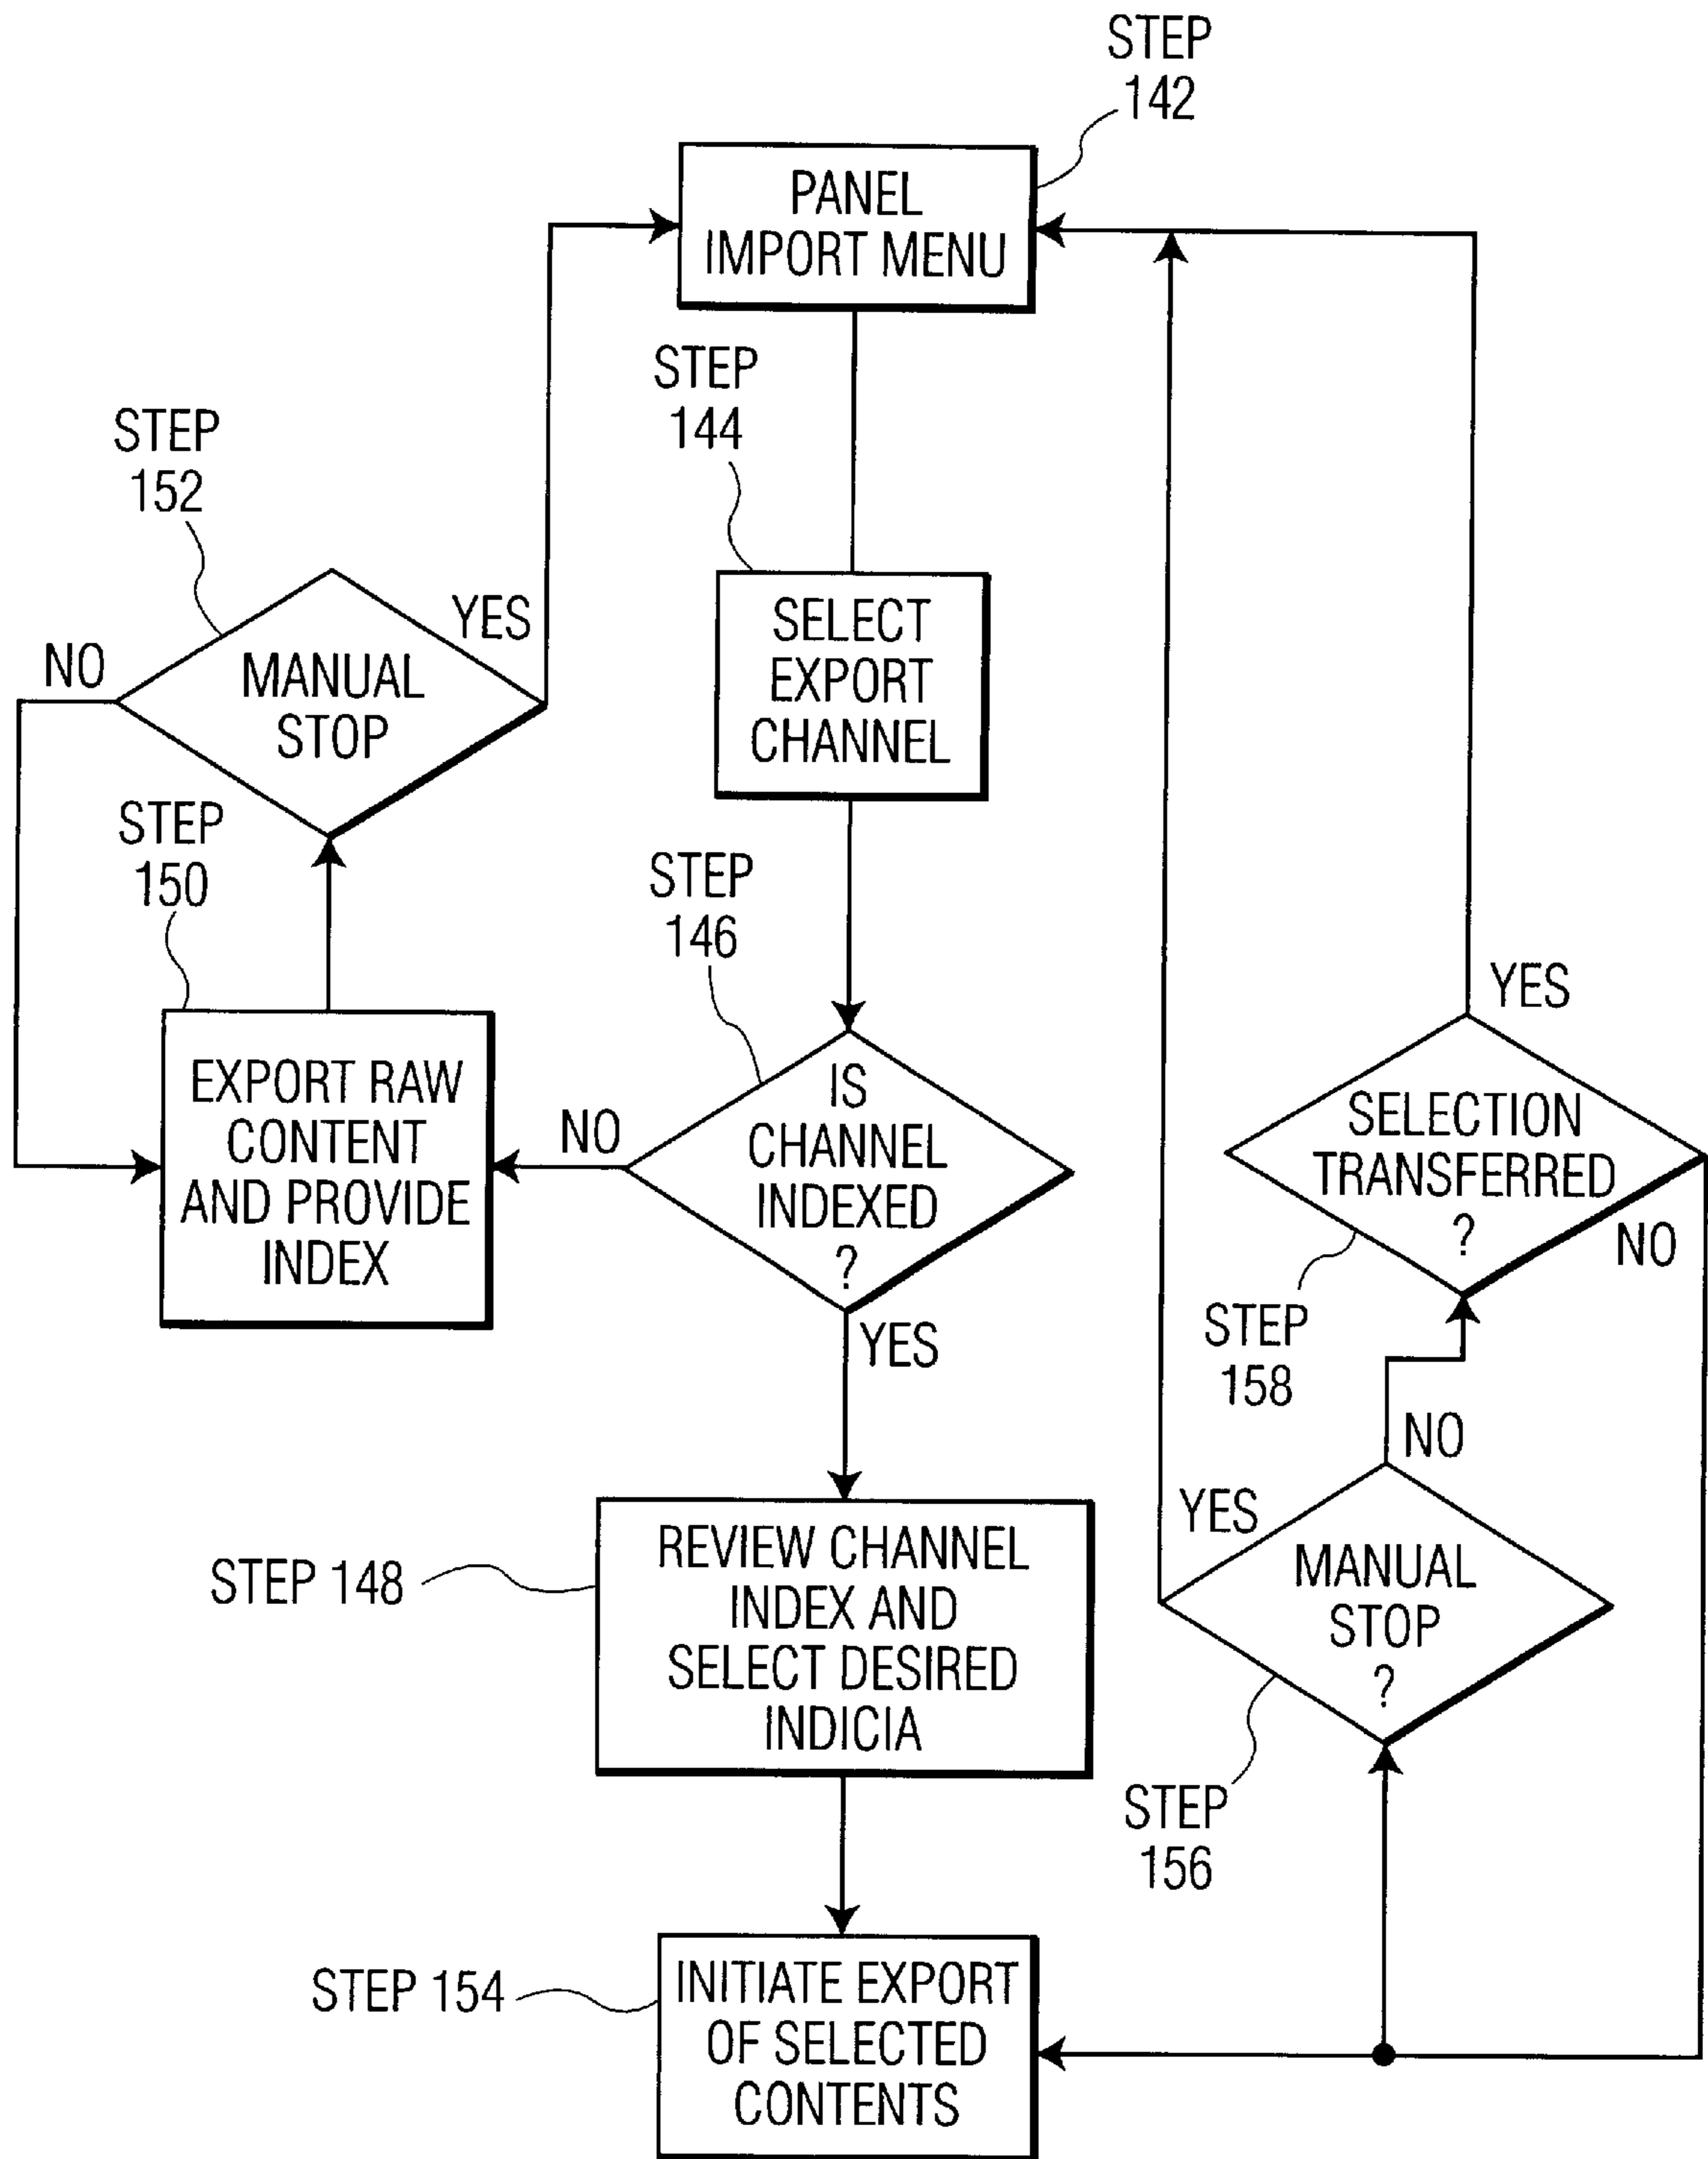 STEP
142
PANEL
IMPORT MENU
STEP
144
SELECT
EXPORT
CHANNEL
STEP
152
NO
YES
MANUAL
STOP
STEP
150
EXPORT RAW
CONTENT
AND PROVIDE
INDEX
STEP
146
NO
IS
CHANNEL
INDEXED
?
YES
YES
SELECTION
TRANSFERRED
?
NO
STEP
158
NO
YES
MANUAL
STOP
?
STEP
156
STEP 148
REVIEW CHANNEL
INDEX AND
SELECT DESIRED
INDICIA
STEP 154
INITIATE EXPORT
OF SELECTED
CONTENTS